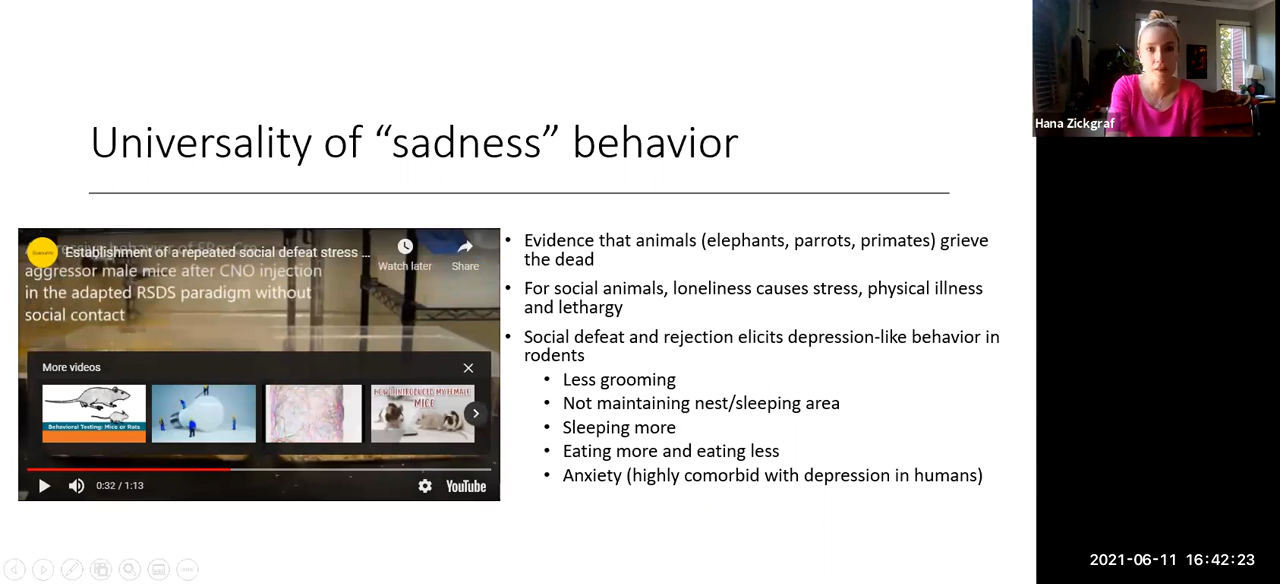 Universality of “sadness” behavior
Establishment of a repeated social defeat stress ...
Watch later
Share
aggressor male mice after CNO injection
in the adapted RSDS paradigm without
social contact
More videos
Behavioral Testing: Mice or Rats
HOW I INTRODUCED MY FEMALE
MICE
0:32 / 1:13
YouTube
• Evidence that animals (elephants, parrots, primates) grieve
the dead
• For social animals, loneliness causes stress, physical illness
and lethargy
• Social defeat and rejection elicits depression-like behavior in
rodents
• Less grooming
• Not maintaining nest/sleeping area
• Sleeping more
• Eating more and eating less
• Anxiety (highly comorbid with depression in humans)
Hana Zickgraf
2021-06-11 16:42:23